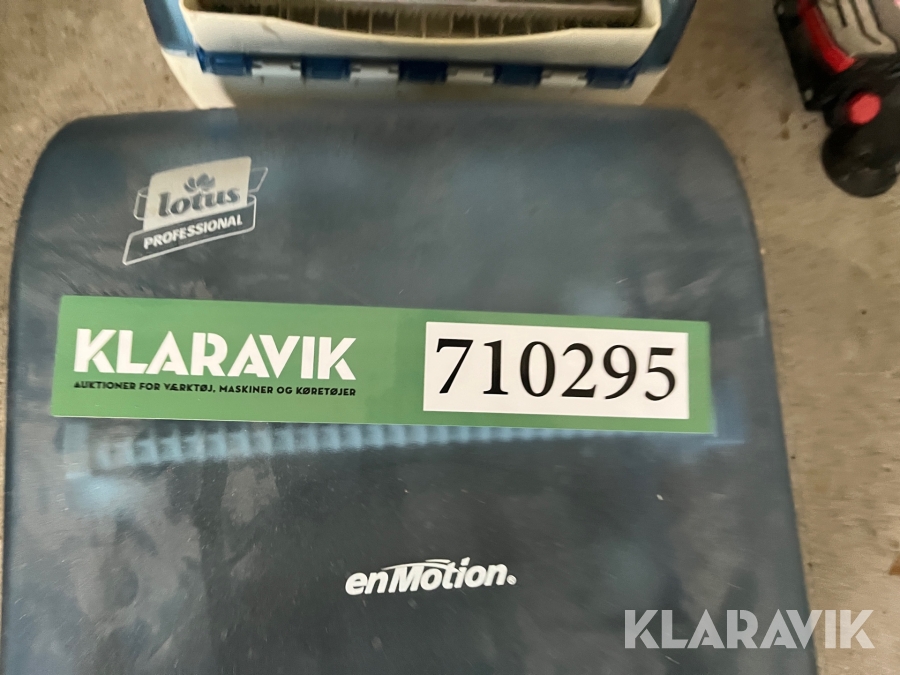 lotus
PROFESSIONAL
KLARAVIK
AUKTIONER FOR VÆRKTØJ, MASKINER OG KØRETØJER
710295
enMotion®
KLARAVIK